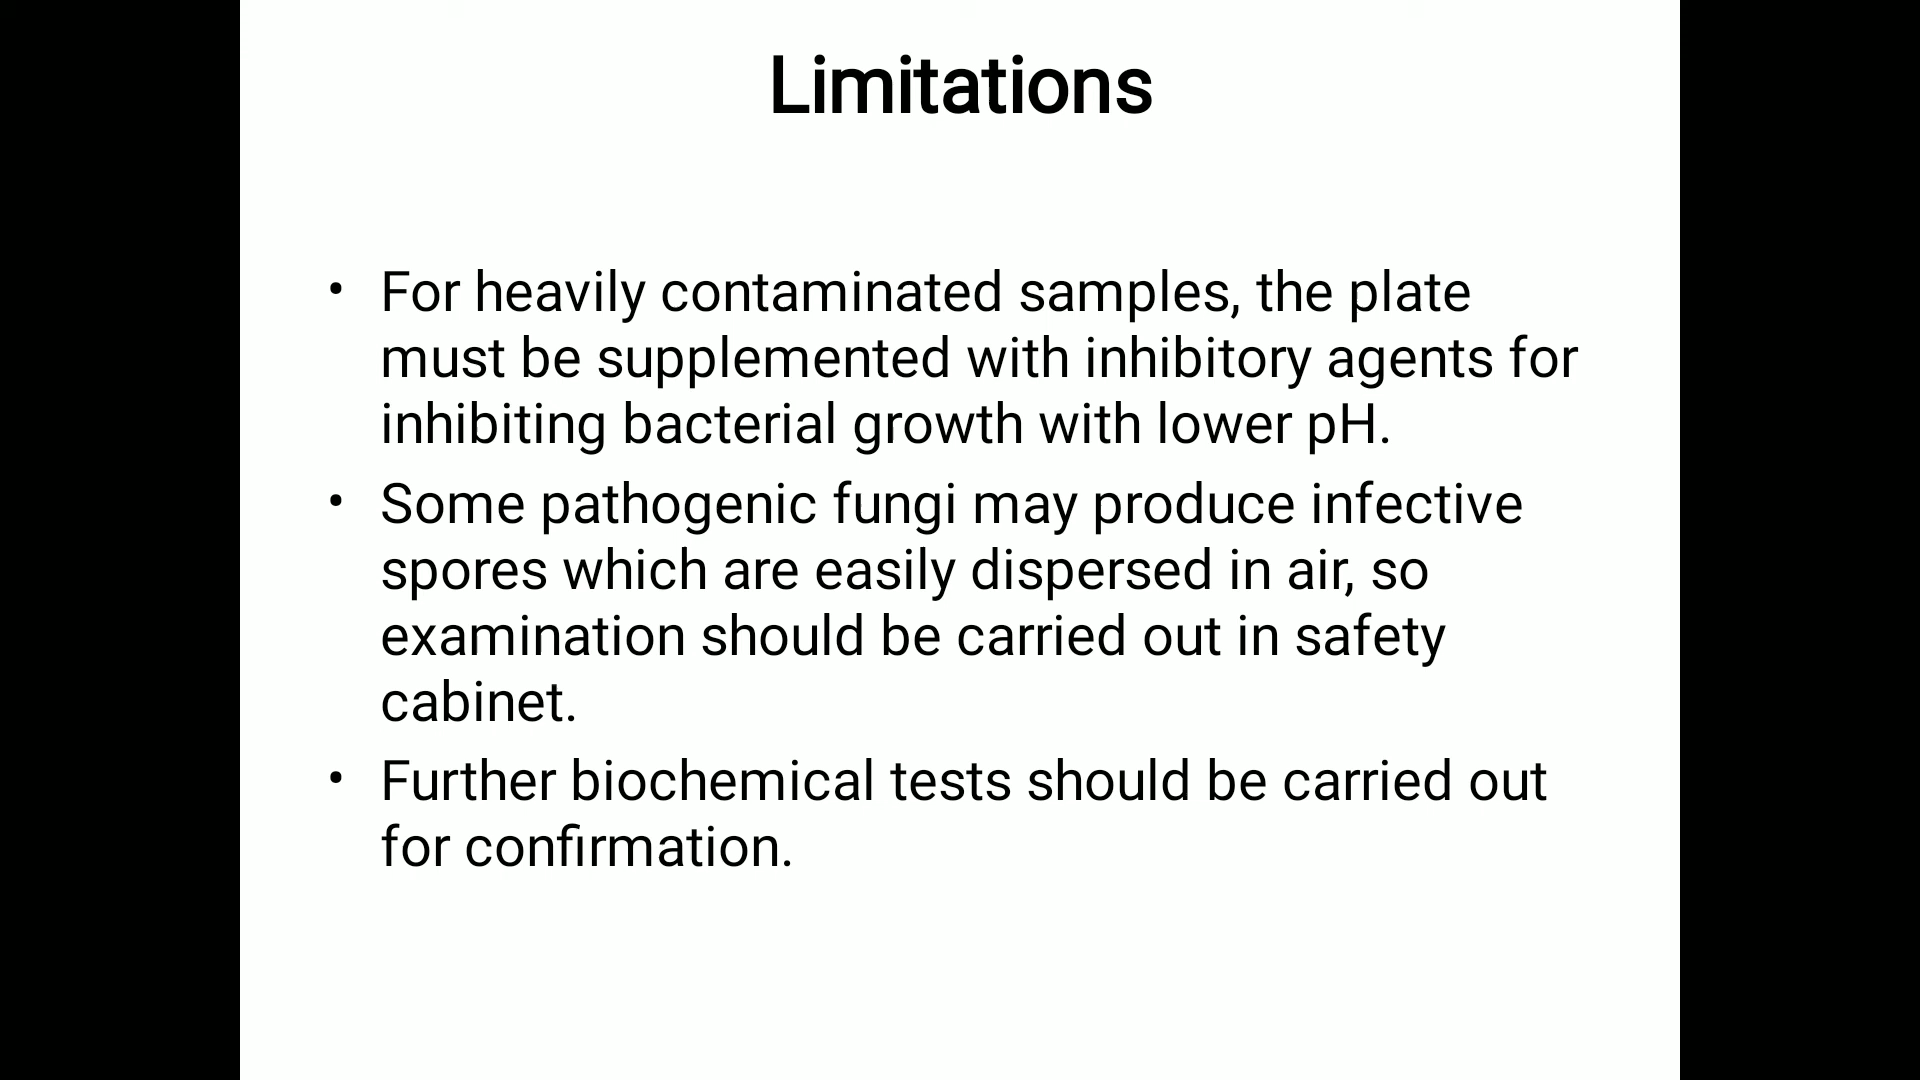 Limitations
• For heavily contaminated samples, the plate
must be supplemented with inhibitory agents for
inhibiting bacterial growth with lower pH.
• Some pathogenic fungi may produce infective
spores which are easily dispersed in air, so
examination should be carried out in safety
cabinet.
• Further biochemical tests should be carried out
for confirmation.